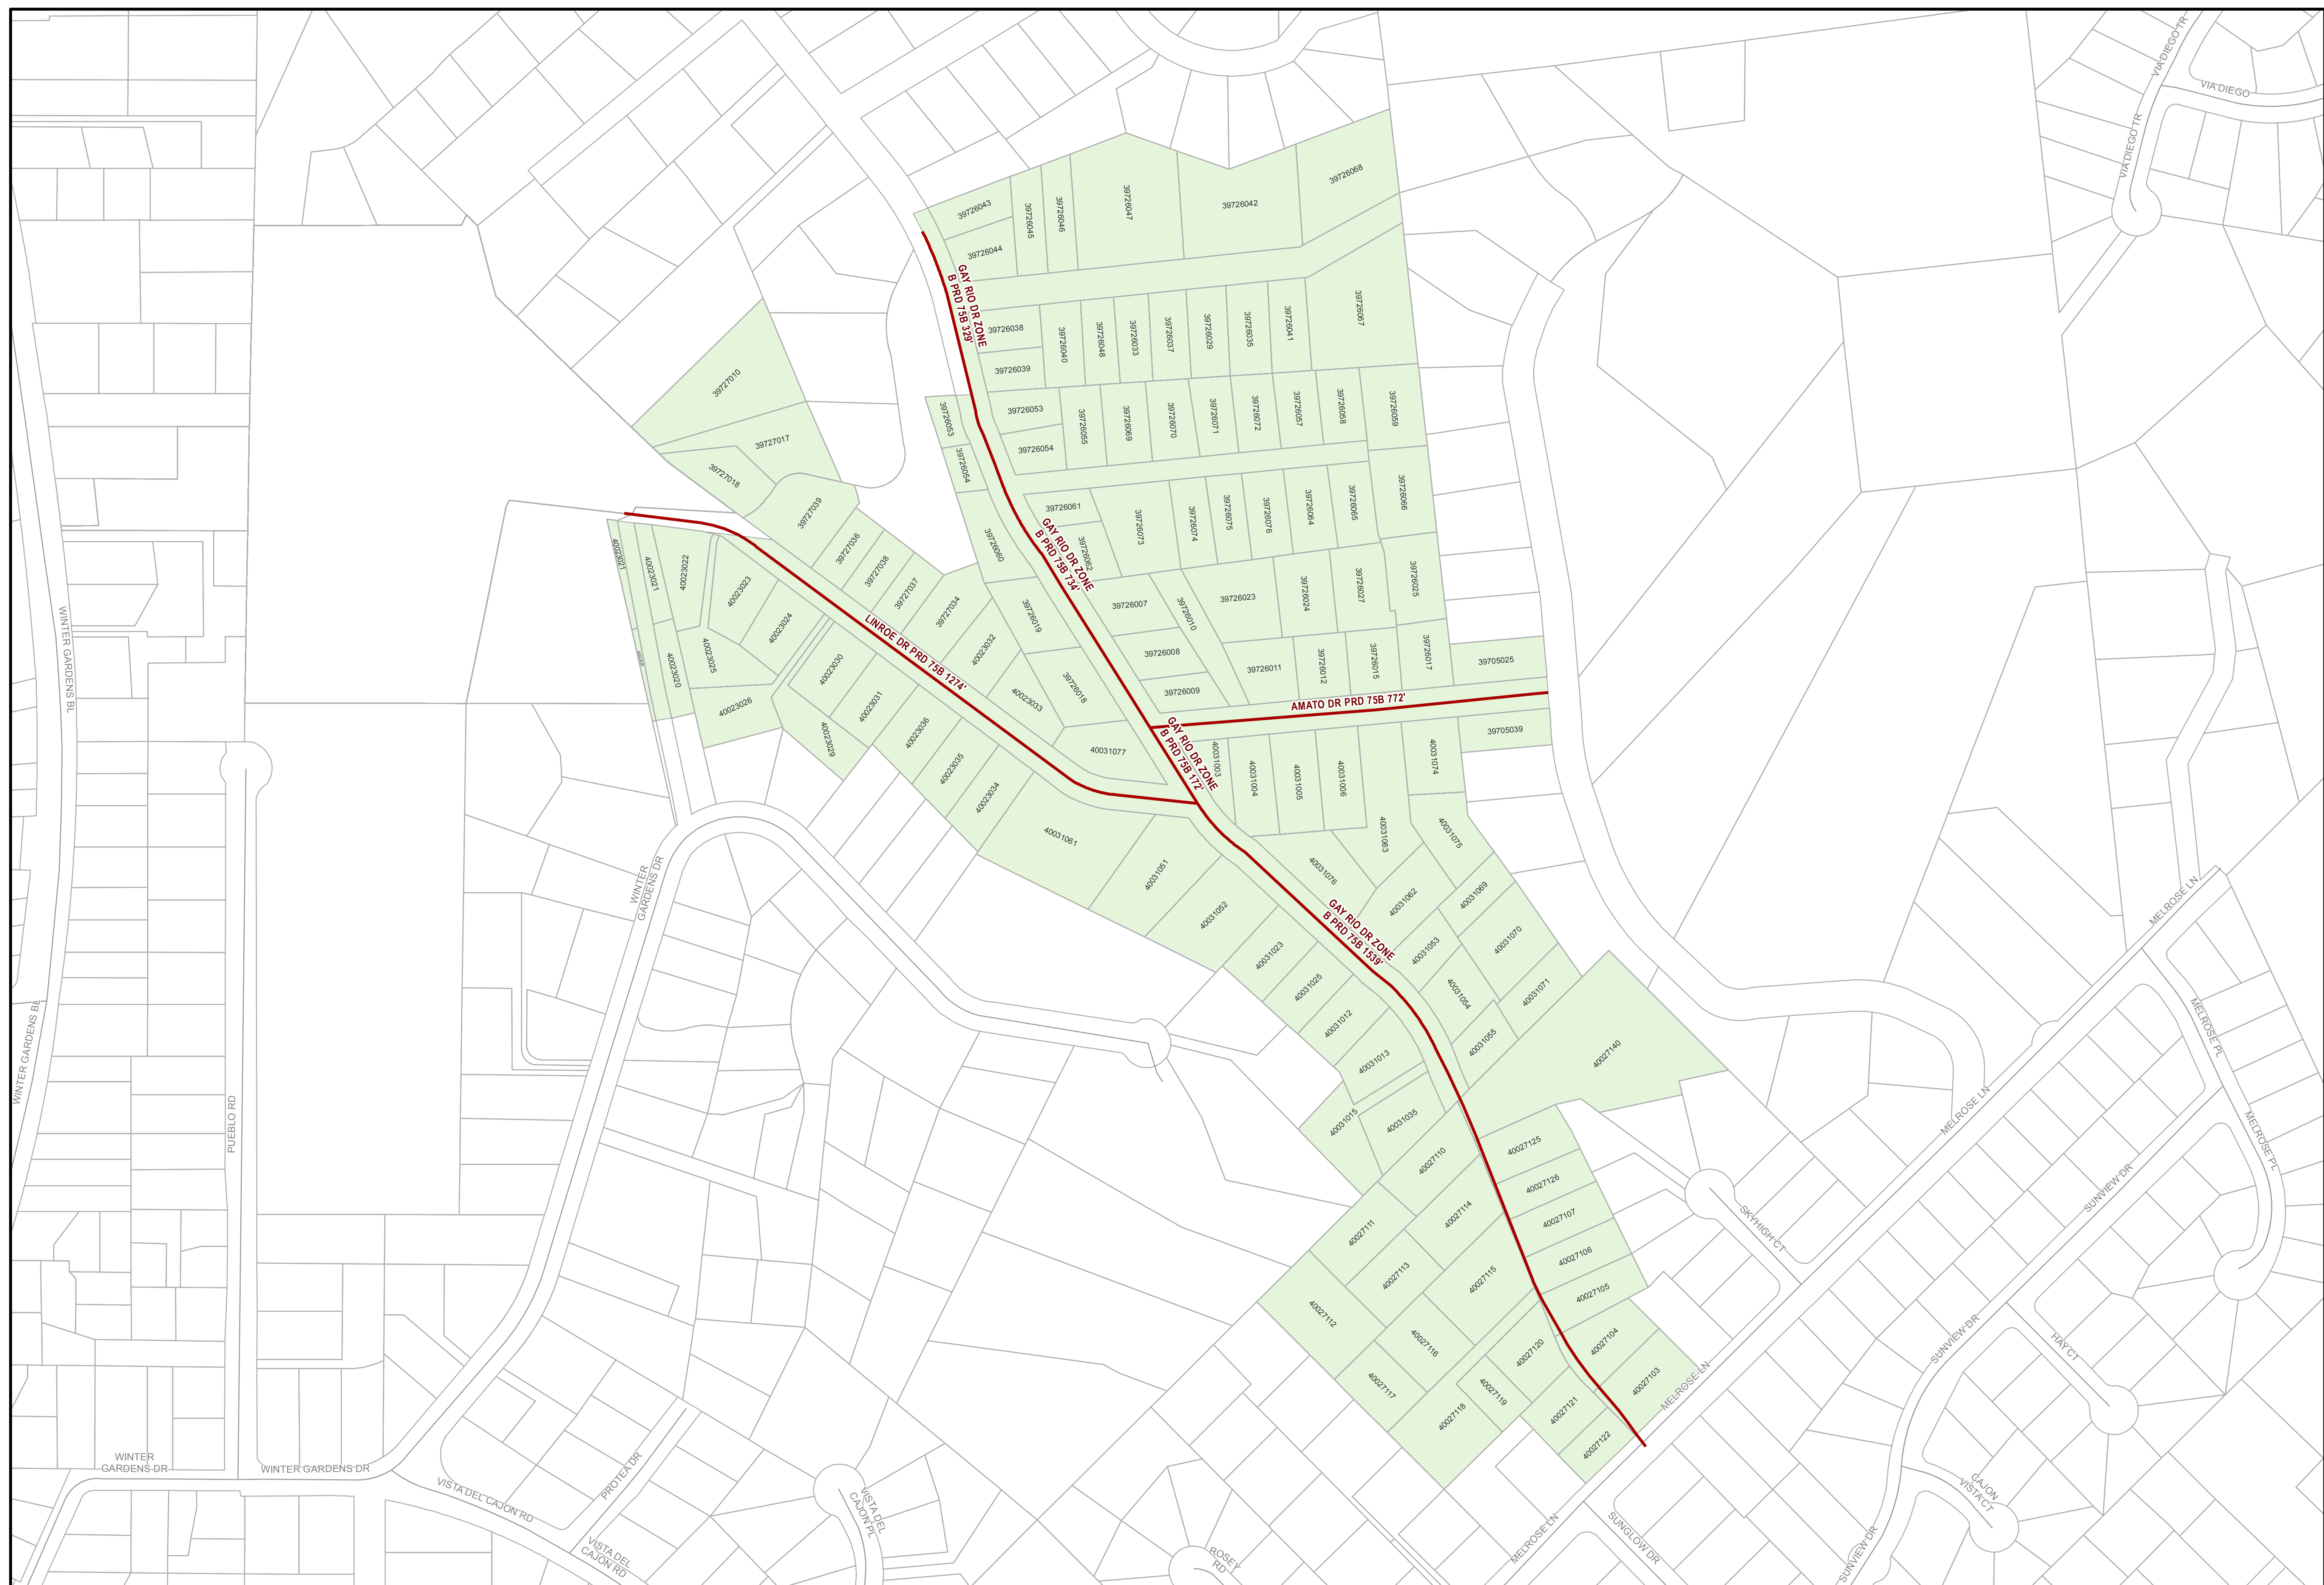 VIA DIEGO TR
VIA DIEGO
VIA DIEGO TR
39726043
39726044
39726045
39726046
39726047
39726042
39726068
GAY RIO DR ZONE
B PRD 75B 329'
39726038
39726039
39726040
39726048
39726033
39726037
39726029
39726035
39726041
39726067
39727010
39727017
39727018
39727039
39726053
39726054
39726053
39726054
39726055
39726069
39726070
39726071
39726072
39726057
39726058
39726059
39726061
39726062
39726073
39726074
39726075
39726076
39726064
39726065
39726066
GAY RIO DR ZONE
B PRD 75B 734'
39726060
39726019
39726018
39726007
39726008
39726009
39726010
39726023
39726024
39726027
39726025
39726011
39726012
39726015
39726017
39705025
AMATO DR PRD 75B 772'
39705039
40023021
40023021
40023022
40023023
40023024
40023025
40023020
40023026
40023030
40023031
40023029
40023036
40023035
40023034
39727036
39727038
39727037
39727034
40023032
40023033
LINROE DR PRD 75B 1274'
40031077
GAY RIO DR ZONE
B PRD 75B 172'
40031003
40031004
40031005
40031006
40031063
40031074
40031075
40031061
40031051
40031052
40031076
40031062
40031069
40031053
40031070
40031054
40031071
40031055
GAY RIO DR ZONE
B PRD 75B 1539'
40031023
40031025
40031012
40031013
40031015
40031035
40027140
40027110
40027125
40027126
40027107
40027106
40027105
40027104
40027103
40027111
40027114
40027113
40027115
40027112
40027116
40027117
40027118
40027119
40027120
40027121
40027122
WINTER GARDENS BL
WINTER GARDENS BL
PUEBLO RD
WINTER
GARDENS DR
WINTER
GARDENS DR
WINTER GARDENS DR
VISTA DEL CAJON RD
PROTEA DR
VISTA DEL
CAJON RD
VISTA DEL
CAJON PL
ROSEY
RD
MELROSE LN
MELROSE LN
MELROSE LN
MELROSE LN
MELROSE PL
MELROSE PL
SKYHIGH CT
SUNVIEW DR
SUNVIEW DR
SUNVIEW DR
HAY CT
CAJON
VISTA CT
SUNGLOW DR